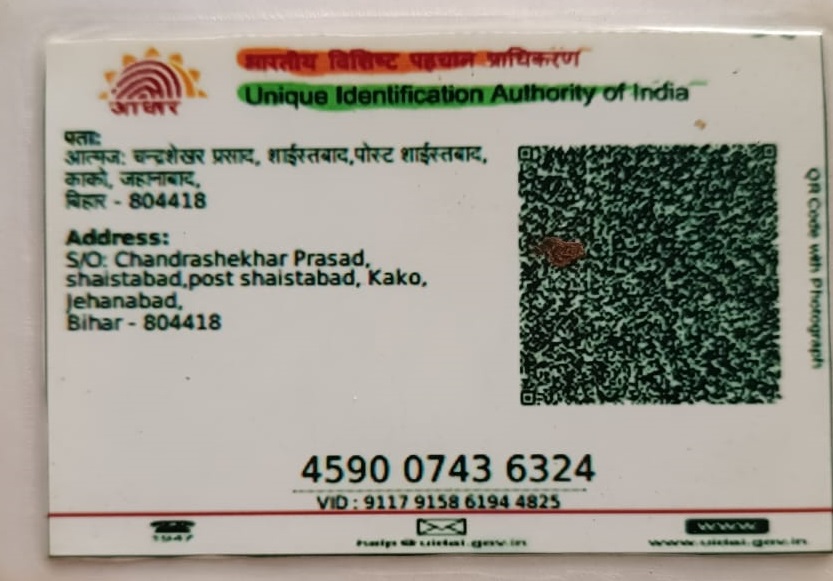 भारतीय विशिष्ट पहचान प्राधिकरण
Unique Identification Authority of India
आधार
पता:
आत्मज: चन्द्रशेखर प्रसाद, शाईस्तबाद,पोस्ट शाईस्तबाद,
काको, जहानाबाद,
बिहार - 804418
Address:
S/O: Chandrashekhar Prasad,
shaistabad,post shaistabad, Kako,
Jehanabad,
Bihar - 804418
QR Code with Photograph
4590 0743 6324
VID : 9117 9158 6194 4825
1947
help@uidai.gov.in
www
www.uidai.gov.in